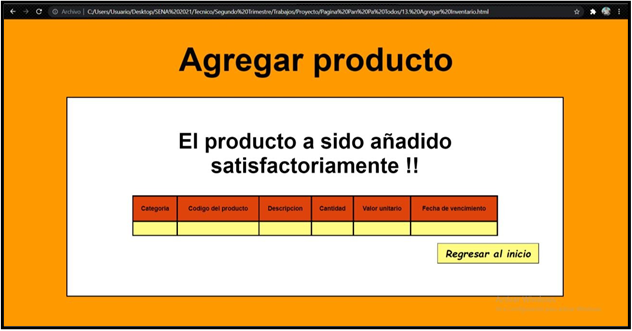 Archivo | C:/Users/Usuario/Desktop/SENA%202021/Tecnico/Segundo%20Trimestre/Trabajos/Proyecto/Pagina%20Pan%20Pa%20Todos/13.%20Agregar%20Inventario.html
Agregar producto
El producto a sido añadido
satisfactoriamente !!
Categoria Codigo del producto Descripcion Cantidad Valor unitario Fecha de vencimiento
Regresar al inicio